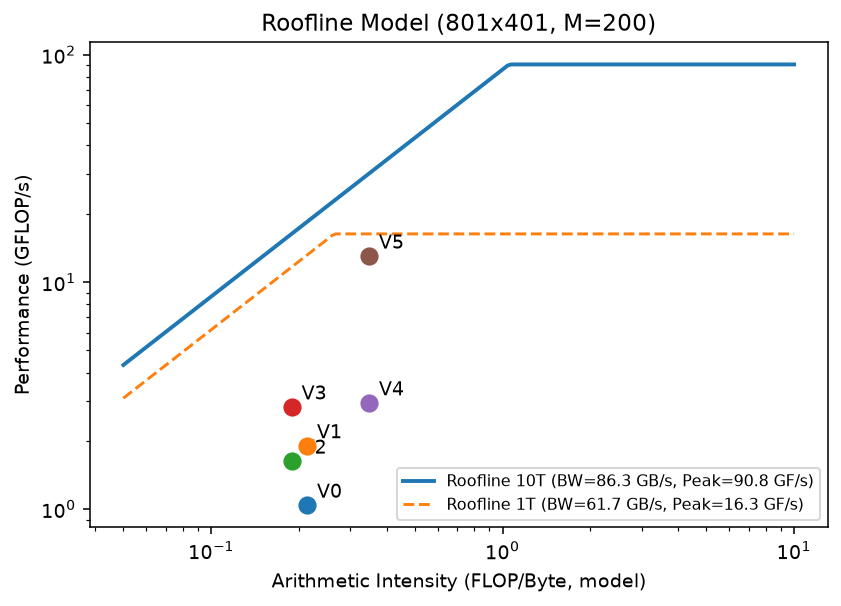 Roofline Model (801x401, M=200)
10²
10¹
10⁰
Performance (GFLOP/s)
V5
V4
V3
V1
2
V0
Roofline 10T (BW=86.3 GB/s, Peak=90.8 GF/s)
Roofline 1T (BW=61.7 GB/s, Peak=16.3 GF/s)
10⁻¹
10⁰
10¹
Arithmetic Intensity (FLOP/Byte, model)